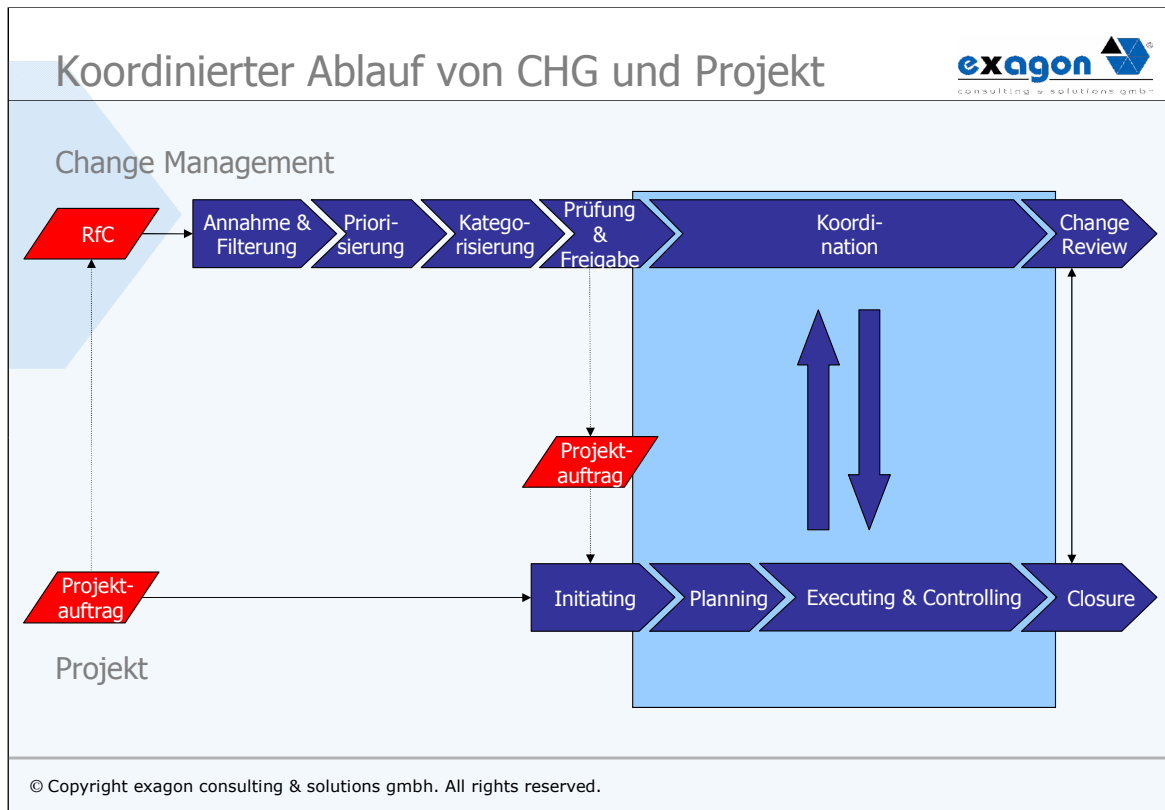 Koordinierter Ablauf von CHG und Projekt
exagon
®
consulting & solutions gmbh
Change Management
RfC
Annahme &
Filterung
Priori-
sierung
Katego-
risierung
Prüfung
&
Freigabe
Koordi-
nation
Change
Review
Projekt-
auftrag
Projekt-
auftrag
Initiating
Planning
Executing & Controlling
Closure
Projekt
© Copyright exagon consulting & solutions gmbh. All rights reserved.